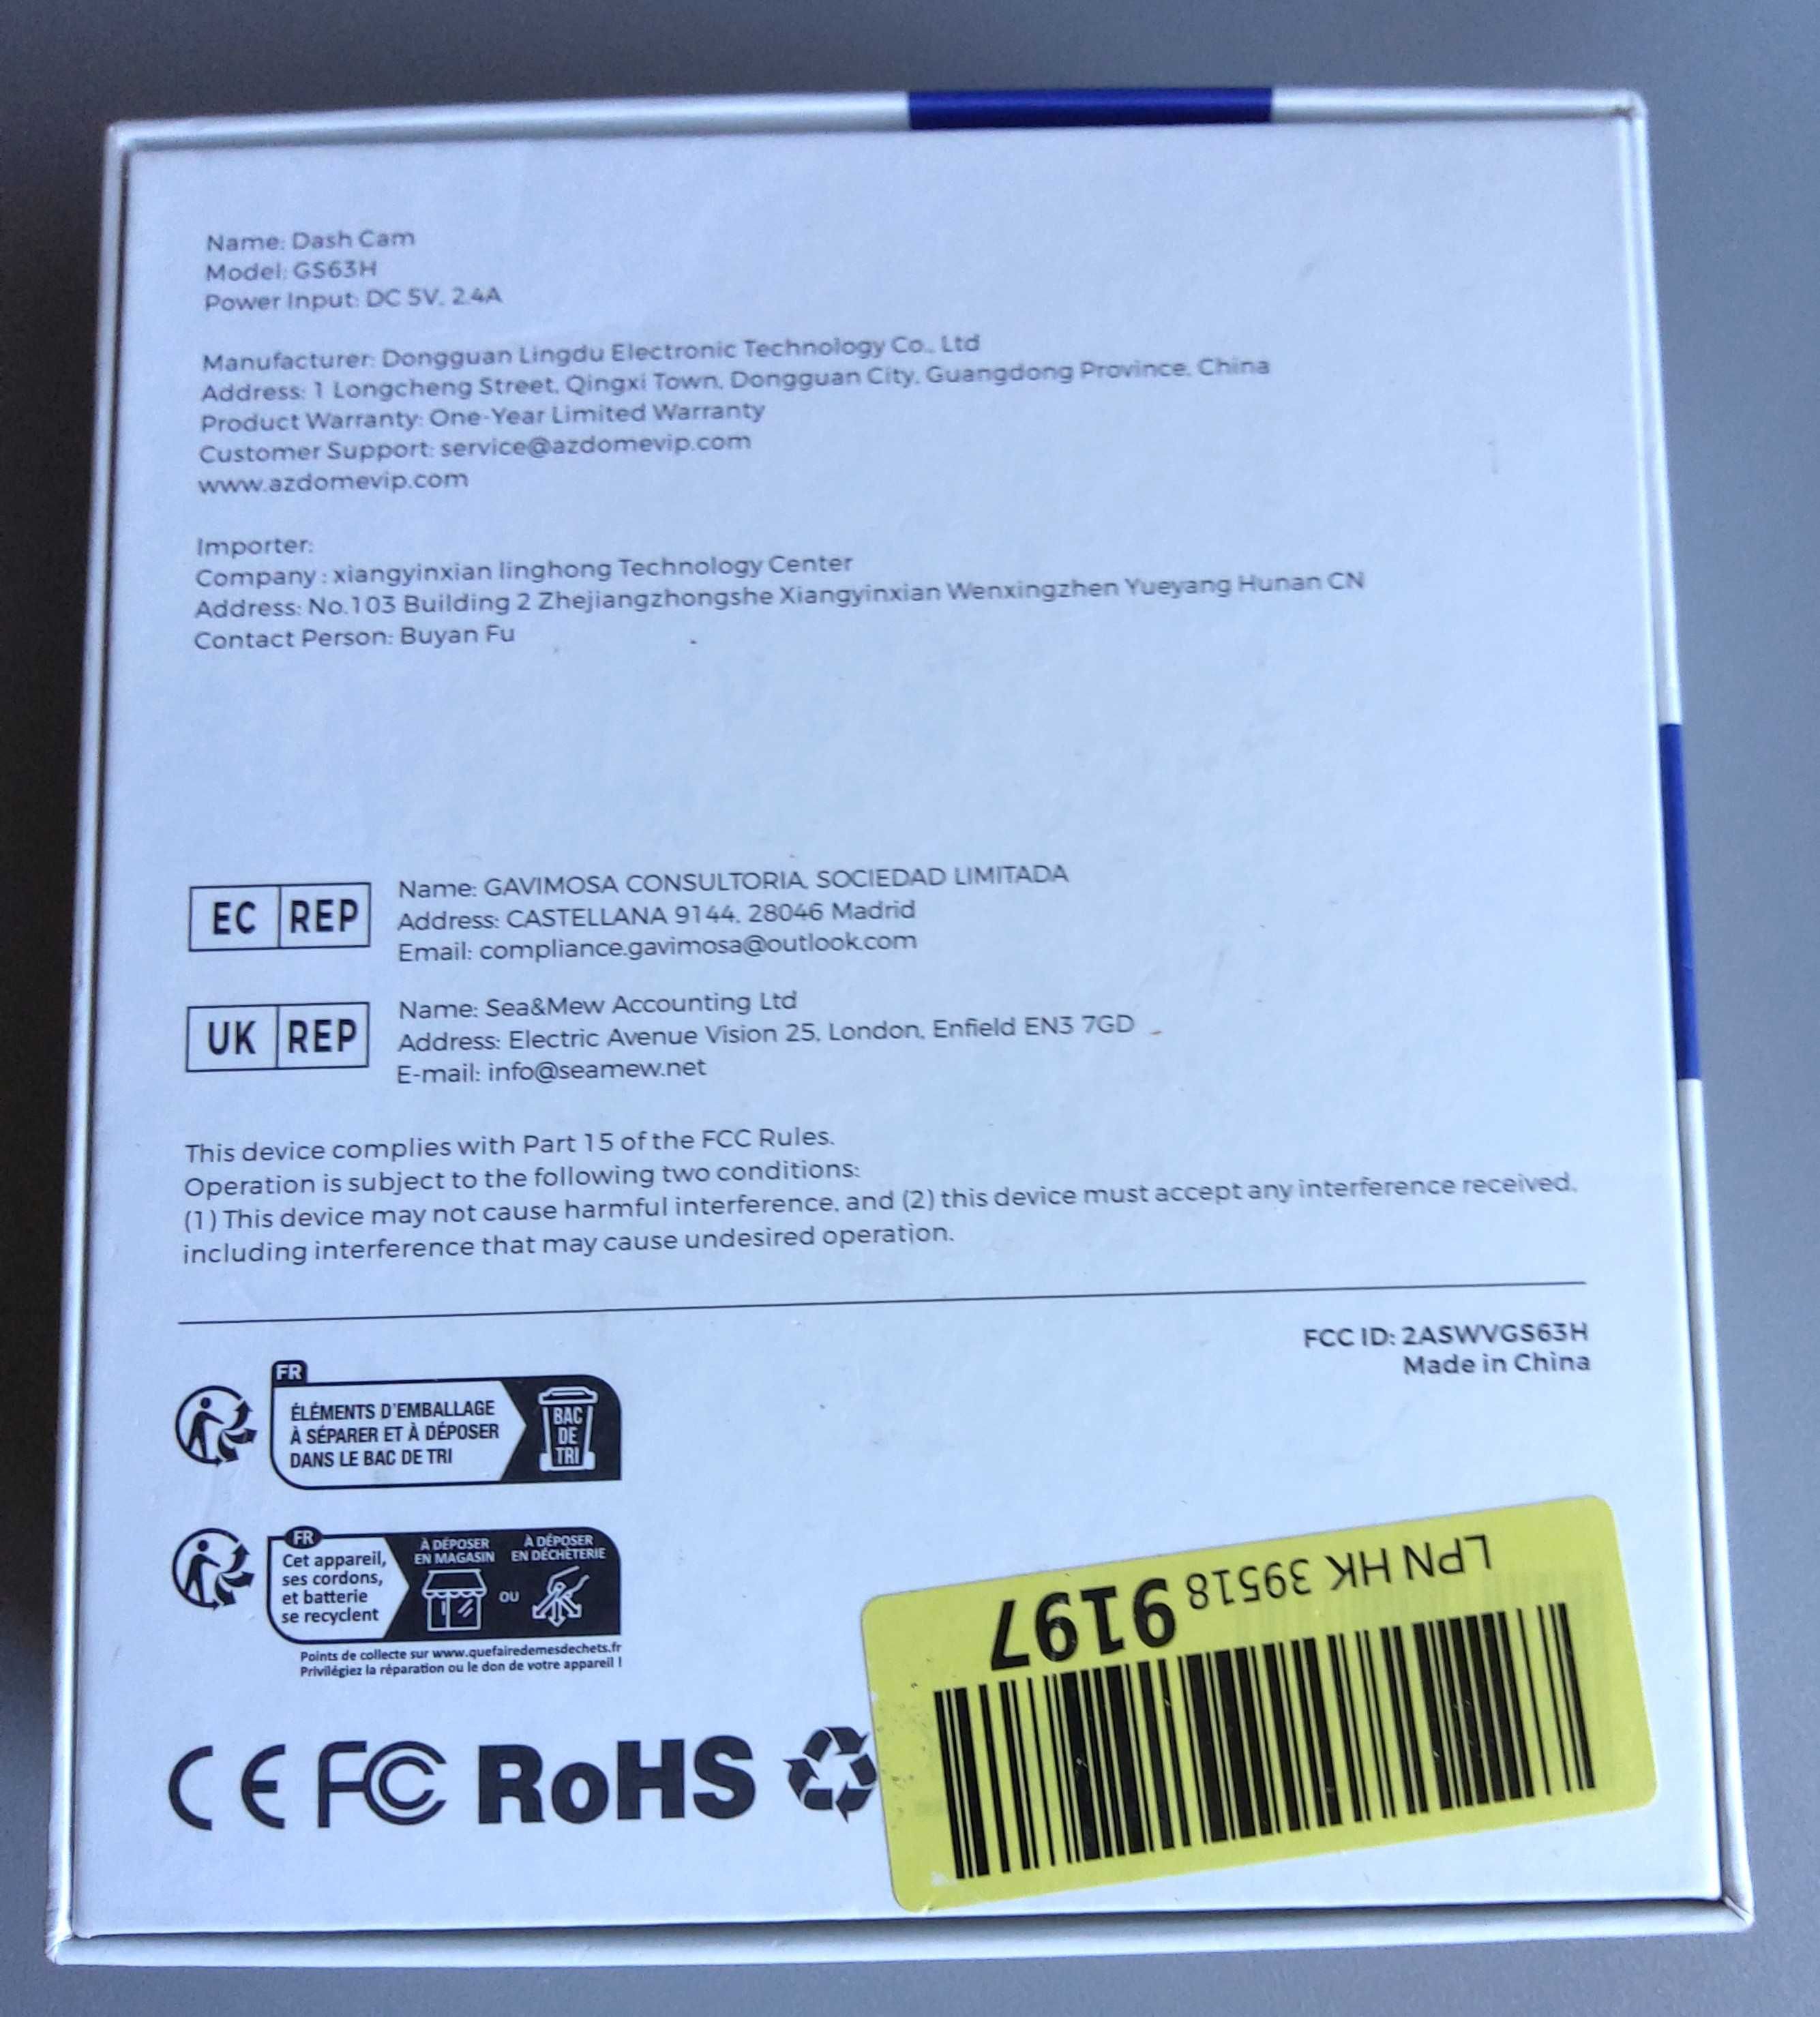 Name: Dash Cam
Model: GS63H
Power Input: DC 5V, 2.4A
Manufacturer: Dongguan Lingdu Electronic Technology Co., Ltd
Address: 1 Longcheng Street, Qingxi Town, Dongguan City, Guangdong Province, China
Product Warranty: One-Year Limited Warranty
Customer Support: service@azdomevip.com
www.azdomevip.com
Importer:
Company : xiangyinxian linghong Technology Center
Address: No.103 Building 2 Zhejiangzhongshe Xiangyinxian Wenxingzhen Yueyang Hunan CN
Contact Person: Buyan Fu
EC REP
Name: GAVIMOSA CONSULTORIA, SOCIEDAD LIMITADA
Address: CASTELLANA 9144, 28046 Madrid
Email: compliance.gavimosa@outlook.com
UK REP
Name: Sea&Mew Accounting Ltd
Address: Electric Avenue Vision 25, London, Enfield EN3 7GD
E-mail: info@seamew.net
This device complies with Part 15 of the FCC Rules.
Operation is subject to the following two conditions:
(1) This device may not cause harmful interference, and (2) this device must accept any interference received,
including interference that may cause undesired operation.
FCC ID: 2ASWVGS63H
Made in China
FR
ÉLÉMENTS D'EMBALLAGE
À SÉPARER ET À DÉPOSER
DANS LE BAC DE TRI
BAC
DE
TRI
FR
Cet appareil,
ses cordons,
et batterie
se recyclent
À DÉPOSER
EN MAGASIN
OU
À DÉPOSER
EN DÉCHÈTERIE
Points de collecte sur www.quefairedemesdechets.fr
Privilégiez la réparation ou le don de votre appareil !
CE FC RoHS
LPN HK 39518 9197